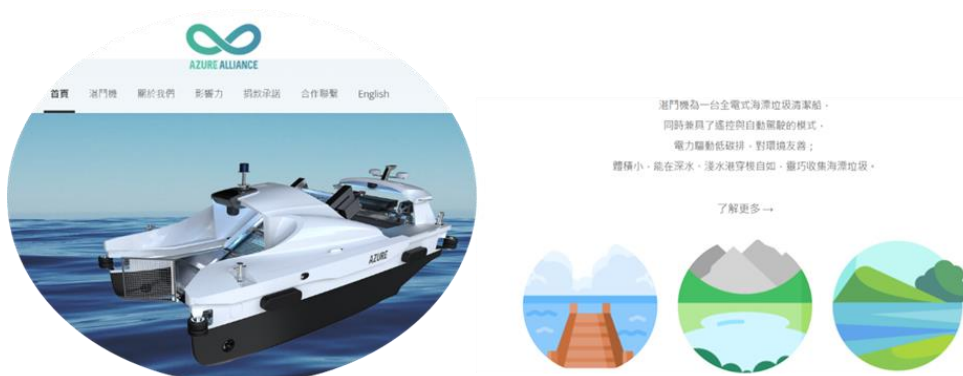 AZURE ALLIANCE
首頁 湛鬥機 關於我們 影響力 捐款承諾 合作聯繫 English
AZURE
湛鬥機為一台全電式海漂垃圾清潔船，
同時兼具了遙控與自動駕駛的模式，
電力驅動低碳排，對環境友善；
體積小，能在深水、淺水港穿梭自如，靈巧收集海漂垃圾。
了解更多→